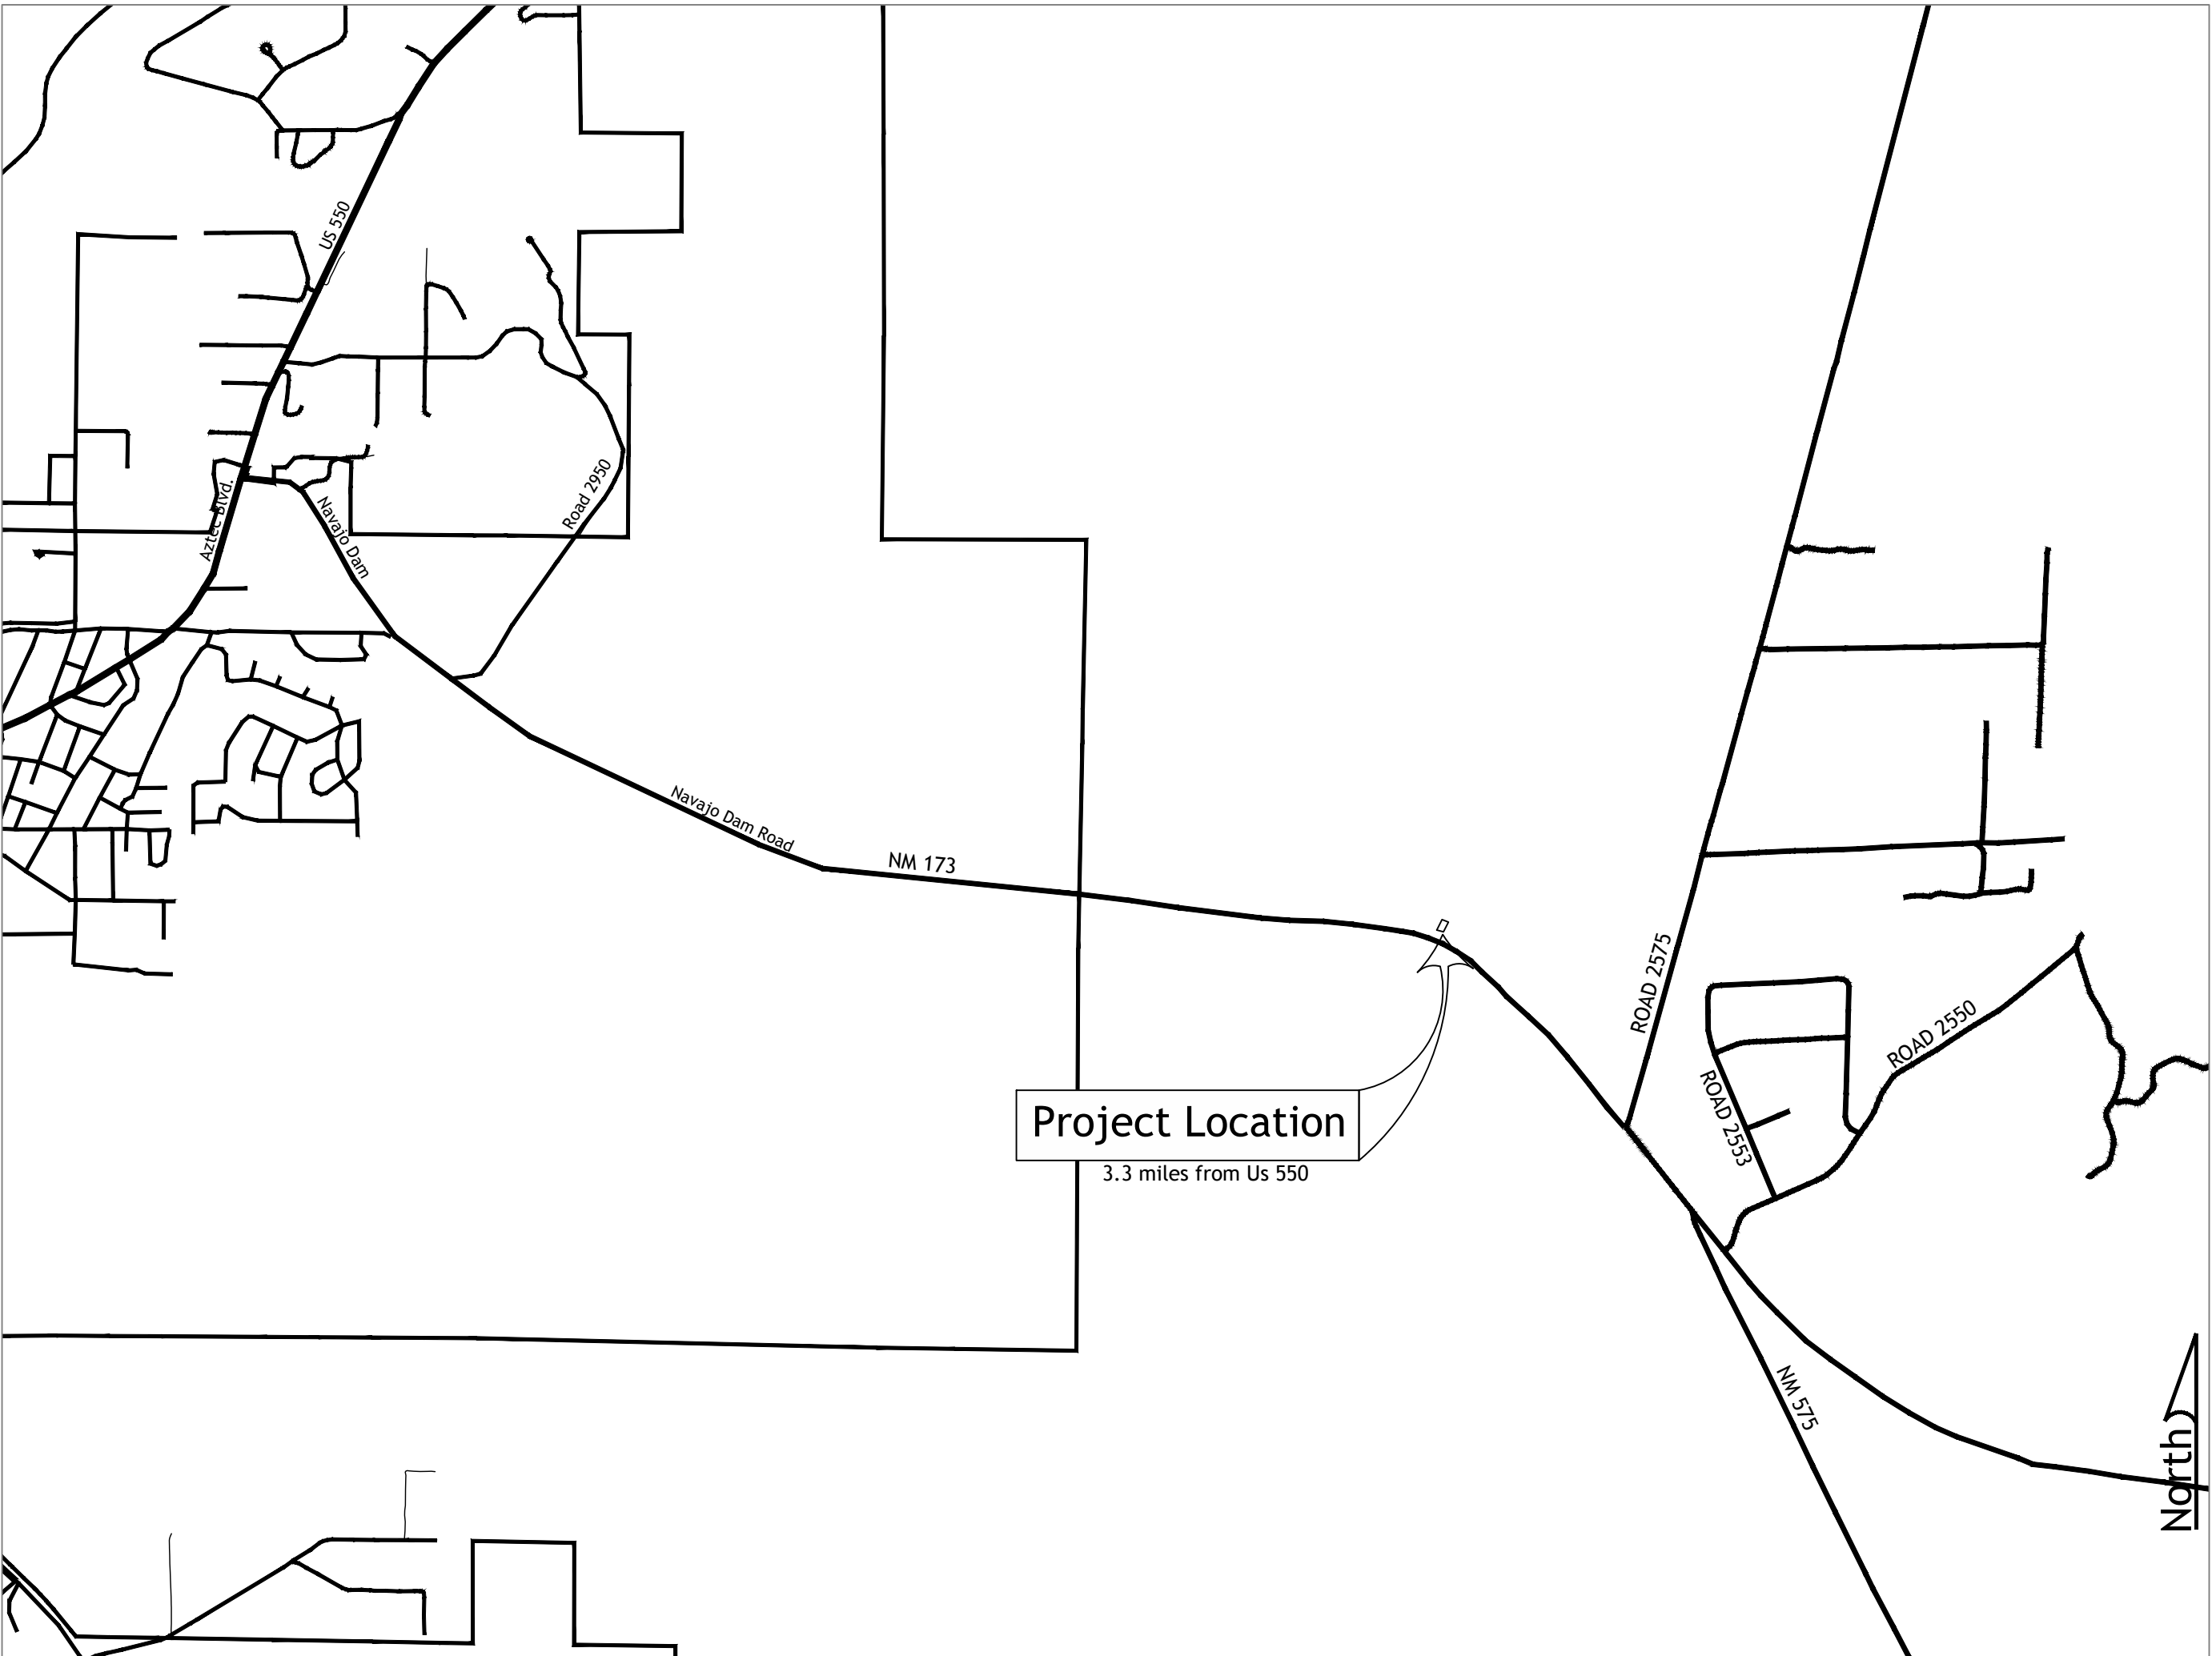 US 550
Aztec Blvd.
Navajo Dam
Road 2950
Navajo Dam Road
NM 173
ROAD 2575
ROAD 2550
ROAD 2553
Project Location
3.3 miles from Us 550
NM 575
North